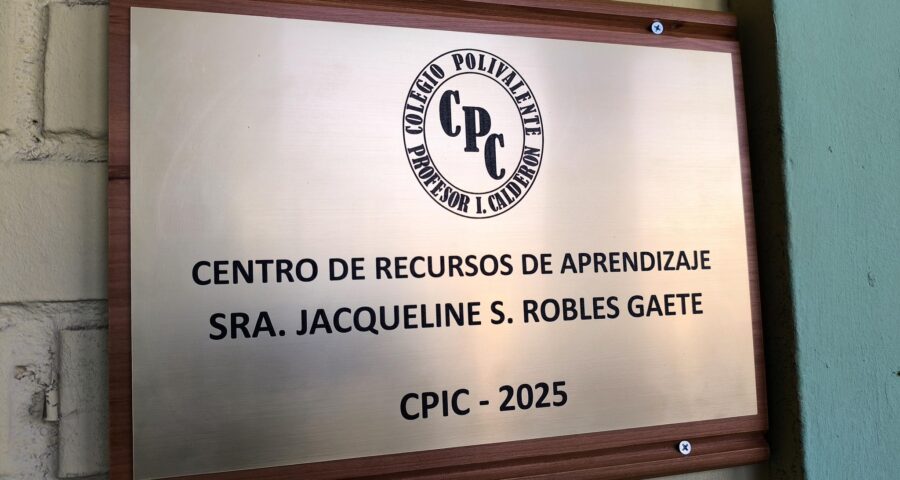 COLEGIO POLIVALENTE
PROFESOR I. CALDERON
CPC
CENTRO DE RECURSOS DE APRENDIZAJE
SRA. JACQUELINE S. ROBLES GAETE
CPIC - 2025